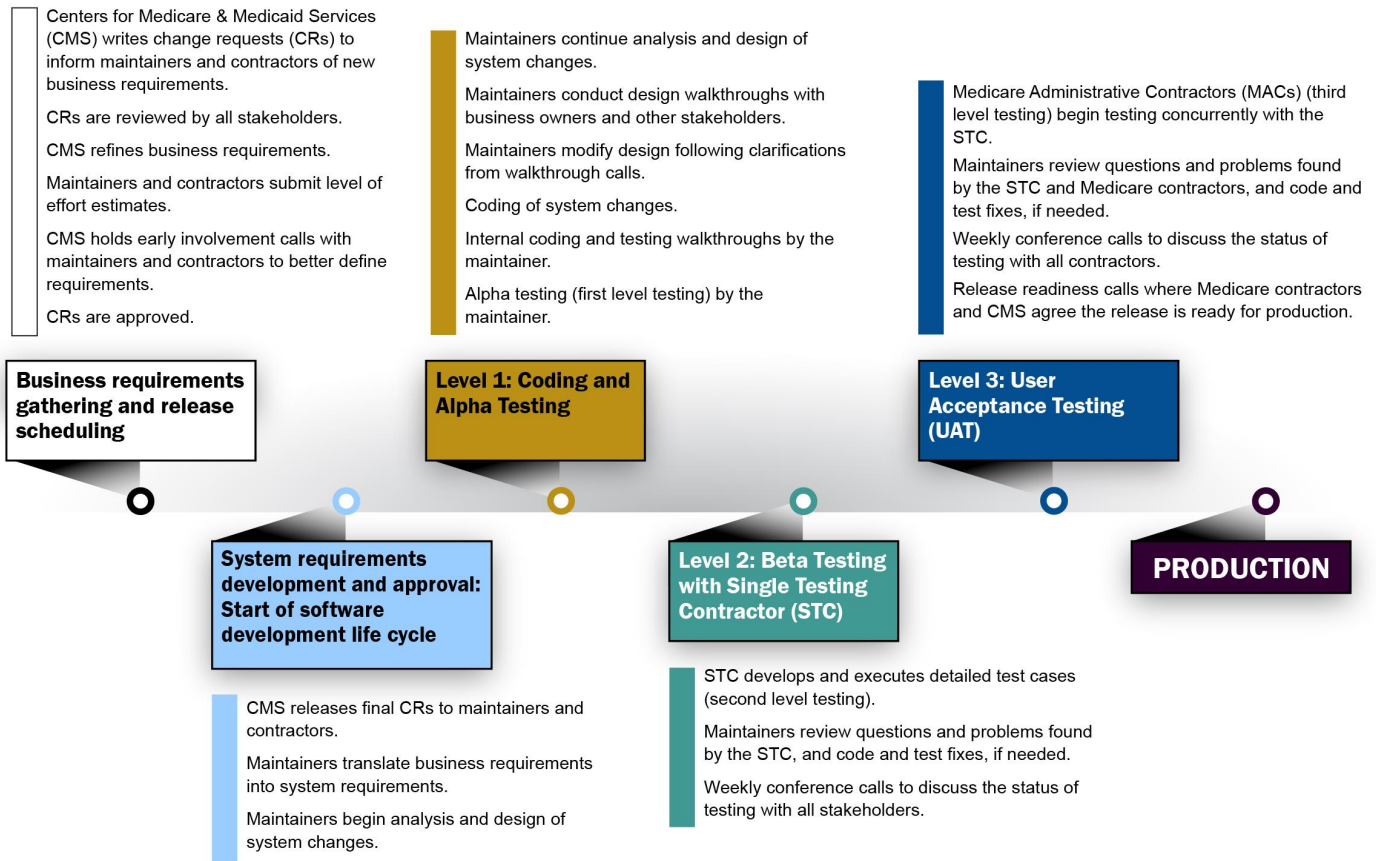 Centers for Medicare & Medicaid Services
(CMS) writes change requests (CRs) to
inform maintainers and contractors of new
business requirements.
CRs are reviewed by all stakeholders.
CMS refines business requirements.
Maintainers and contractors submit level of
effort estimates.
CMS holds early involvement calls with
maintainers and contractors to better define
requirements.
CRs are approved.
Business requirements
gathering and release
scheduling
System requirements
development and approval:
Start of software
development life cycle
CMS releases final CRs to maintainers and
contractors.
Maintainers translate business requirements
into system requirements.
Maintainers begin analysis and design of
system changes.
Maintainers continue analysis and design of
system changes.
Maintainers conduct design walkthroughs with
business owners and other stakeholders.
Maintainers modify design following clarifications
from walkthrough calls.
Coding of system changes.
Internal coding and testing walkthroughs by the
maintainer.
Alpha testing (first level testing) by the
maintainer.
Level 1: Coding and
Alpha Testing
Level 2: Beta Testing
with Single Testing
Contractor (STC)
STC develops and executes detailed test cases
(second level testing).
Maintainers review questions and problems found
by the STC, and code and test fixes, if needed.
Weekly conference calls to discuss the status of
testing with all stakeholders.
Medicare Administrative Contractors (MACs) (third
level testing) begin testing concurrently with the
STC.
Maintainers review questions and problems found
by the STC and Medicare contractors, and code and
test fixes, if needed.
Weekly conference calls to discuss the status of
testing with all contractors.
Release readiness calls where Medicare contractors
and CMS agree the release is ready for production.
Level 3: User
Acceptance Testing
(UAT)
PRODUCTION